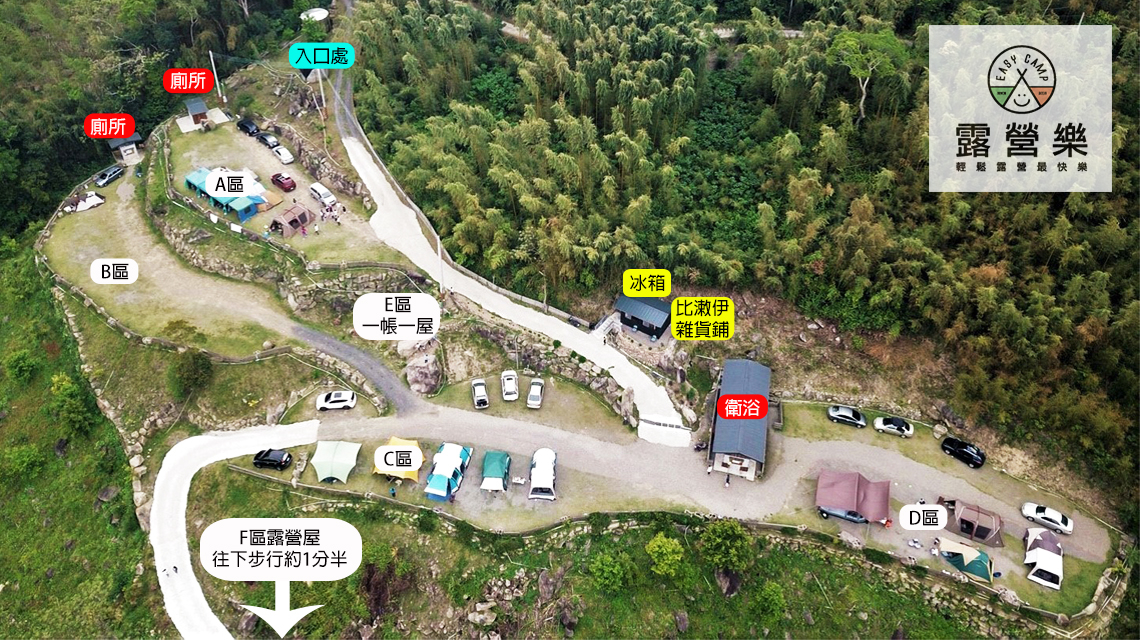 入口處
廁所
廁所
A區
B區
E區
一帳一屋
冰箱
比漱伊
雜貨鋪
衛浴
C區
D區
F區露營屋
往下步行約1分半
EASY CAMP
露營樂
輕鬆露營最快樂